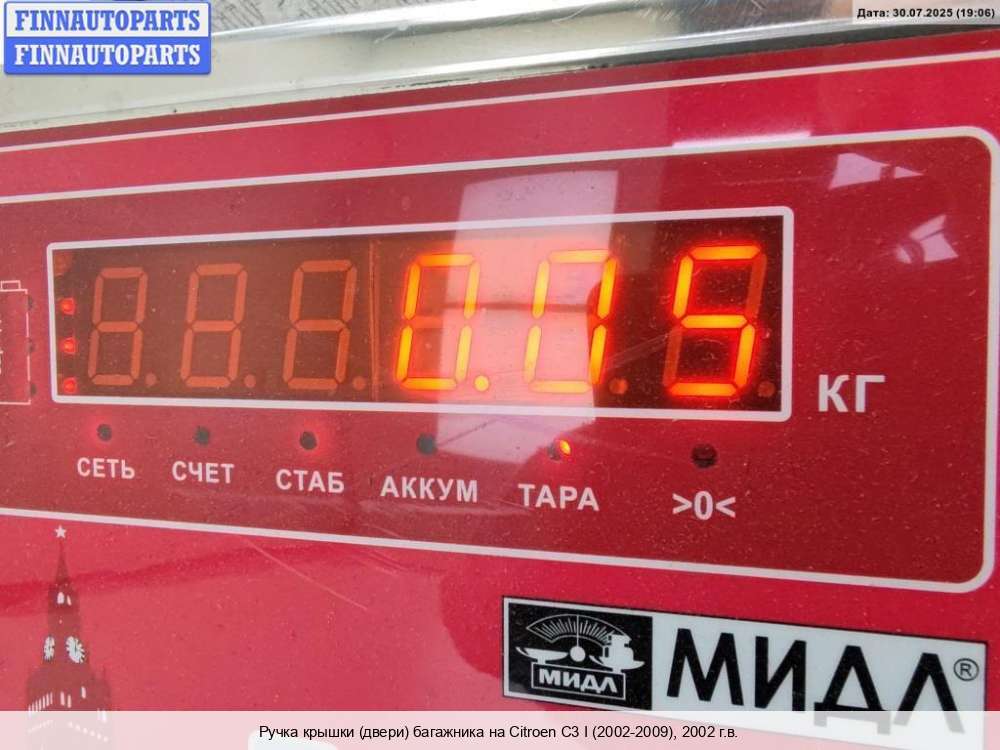 FINNAUTOPARTS
FINNAUTOPARTS
Дата: 30.07.2025 (19:06)
0.05
КГ
СЕТЬ СЧЕТ СТАБ АККУМ ТАРА >0<
МИДЛ
МИДЛ®
Ручка крышки (двери) багажника на Citroen C3 I (2002-2009), 2002 г.в.